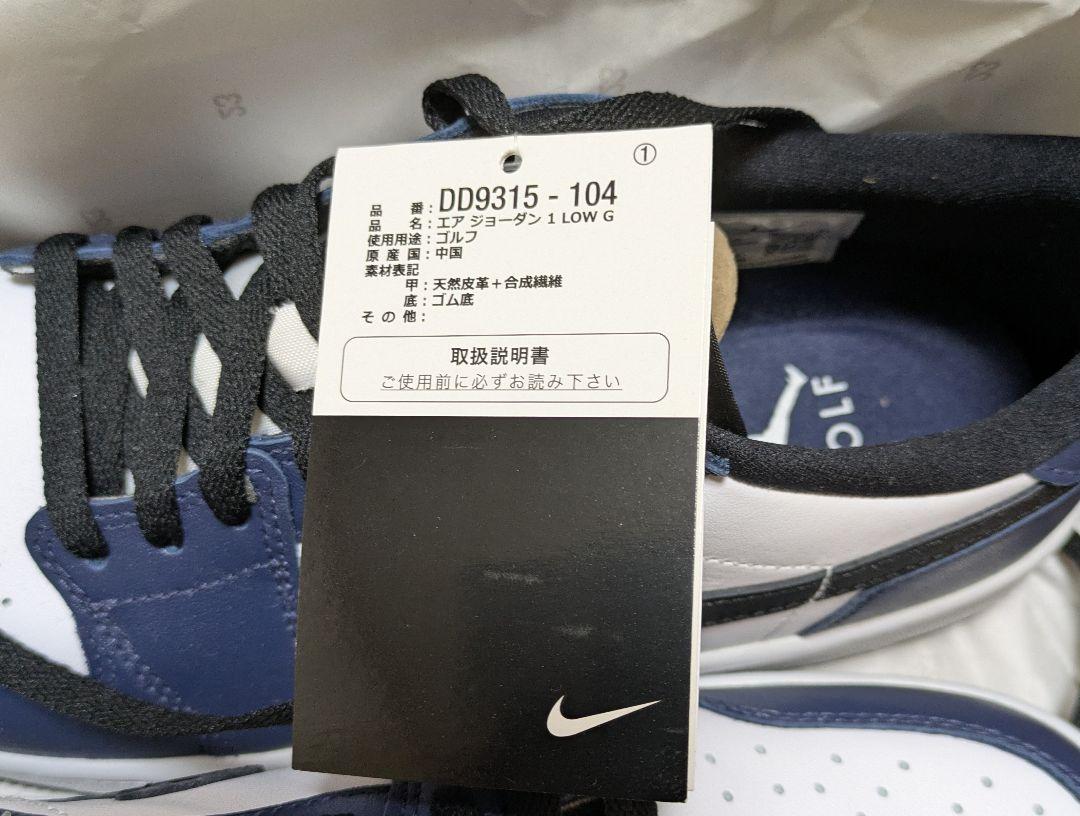 ①
品 番 : DD9315 - 104
品 名 : エア ジョーダン 1 LOW G
使用用途 : ゴルフ
原 産 国 : 中国
素材表記
甲 : 天然皮革＋合成繊維
底 : ゴム底
そ の 他 :
取扱説明書
ご使用前に必ずお読み下さい
OLF